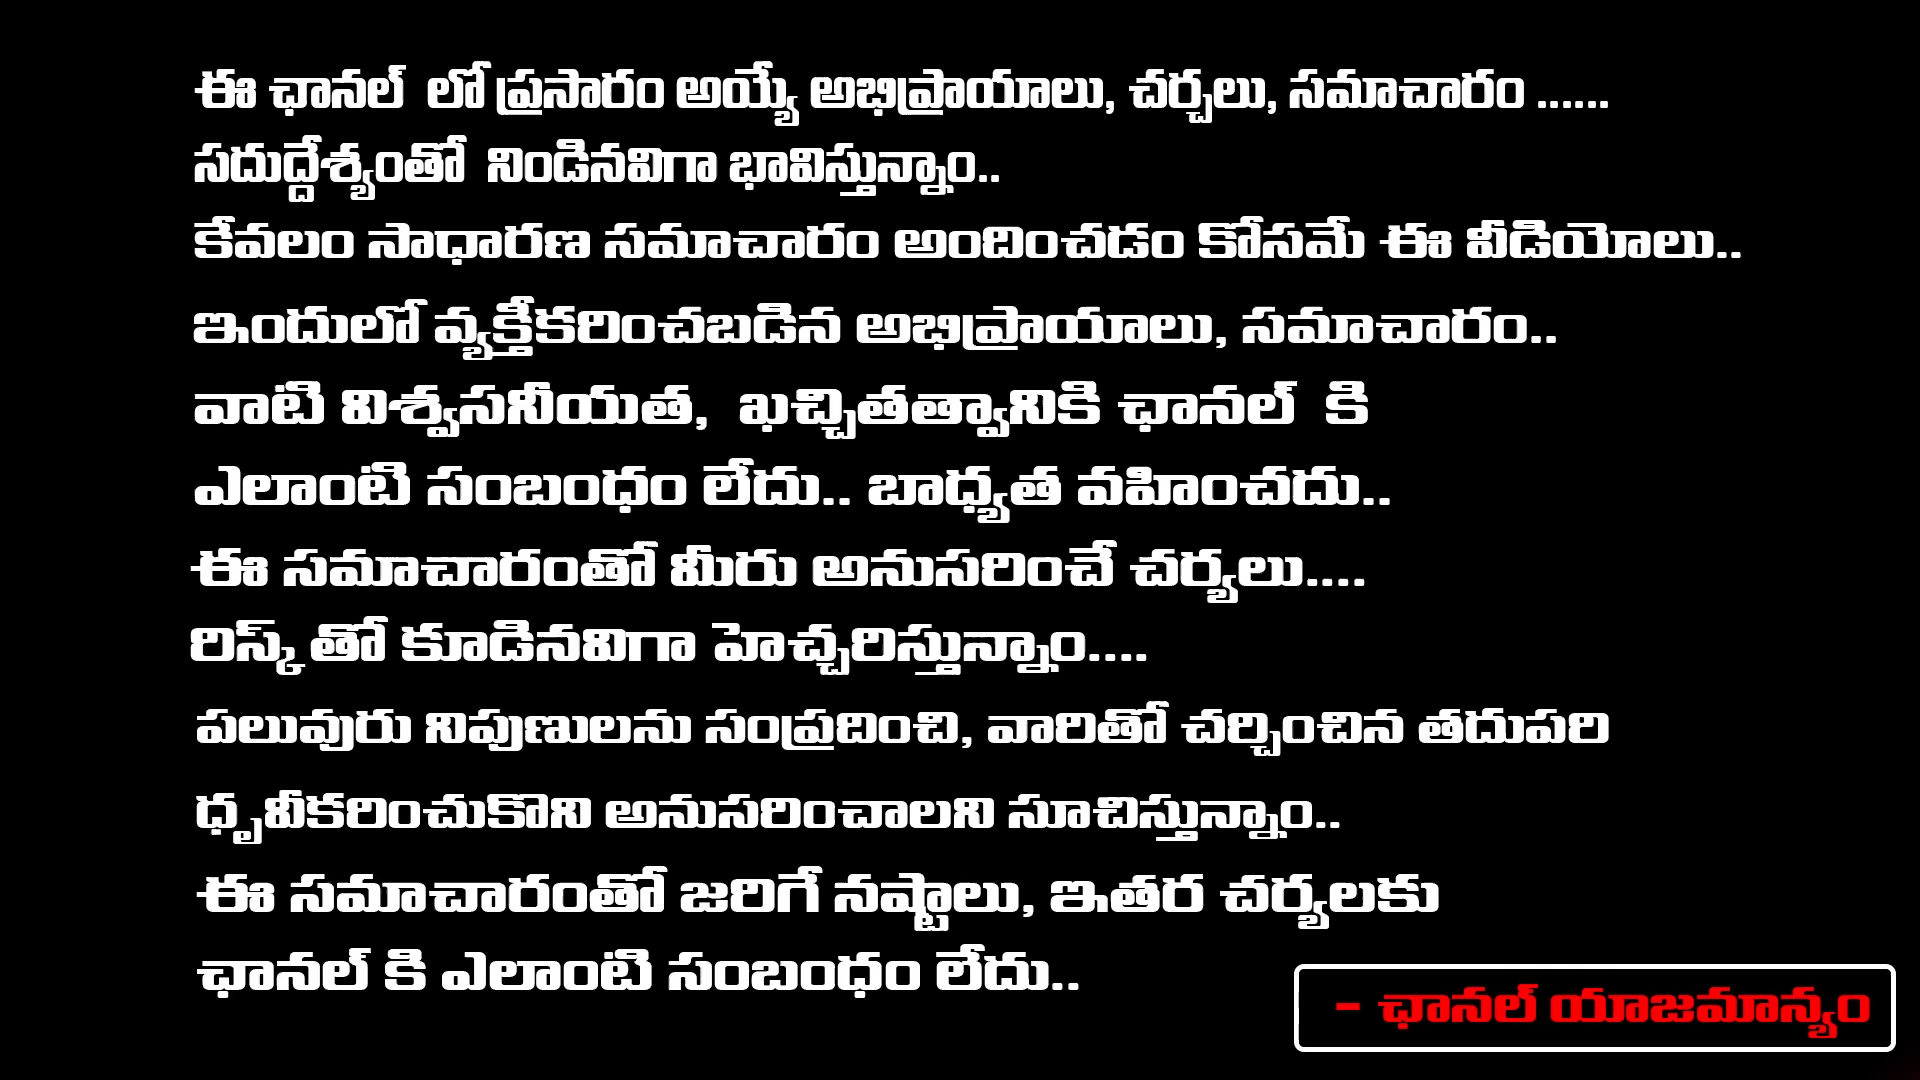 ఈ ఛానల్ లో ప్రసారం అయ్యే అభిప్రాయాలు, చర్చలు, సమాచారం ......
సదుద్దేశ్యంతో నిండినవిగా భావిస్తున్నాం..
కేవలం సాధారణ సమాచారం అందించడం కోసమే ఈ వీడియోలు..
ఇందులో వ్యక్తీకరించబడిన అభిప్రాయాలు, సమాచారం..
వాటి విశ్వసనీయత, ఖచ్చితత్వానికి ఛానల్ కి
ఎలాంటి సంబంధం లేదు.. బాధ్యత వహించదు..
ఈ సమాచారంతో మీరు అనుసరించే చర్యలు....
రిస్క్ తో కూడినవిగా హెచ్చరిస్తున్నాం....
పలువురు నిపుణులను సంప్రదించి, వారితో చర్చించిన తదుపరి
ధృవీకరించుకొని అనుసరించాలని సూచిస్తున్నాం..
ఈ సమాచారంతో జరిగే నష్టాలు, ఇతర చర్యలకు
ఛానల్ కి ఎలాంటి సంబంధం లేదు..
- ఛానల్ యాజమాన్యం